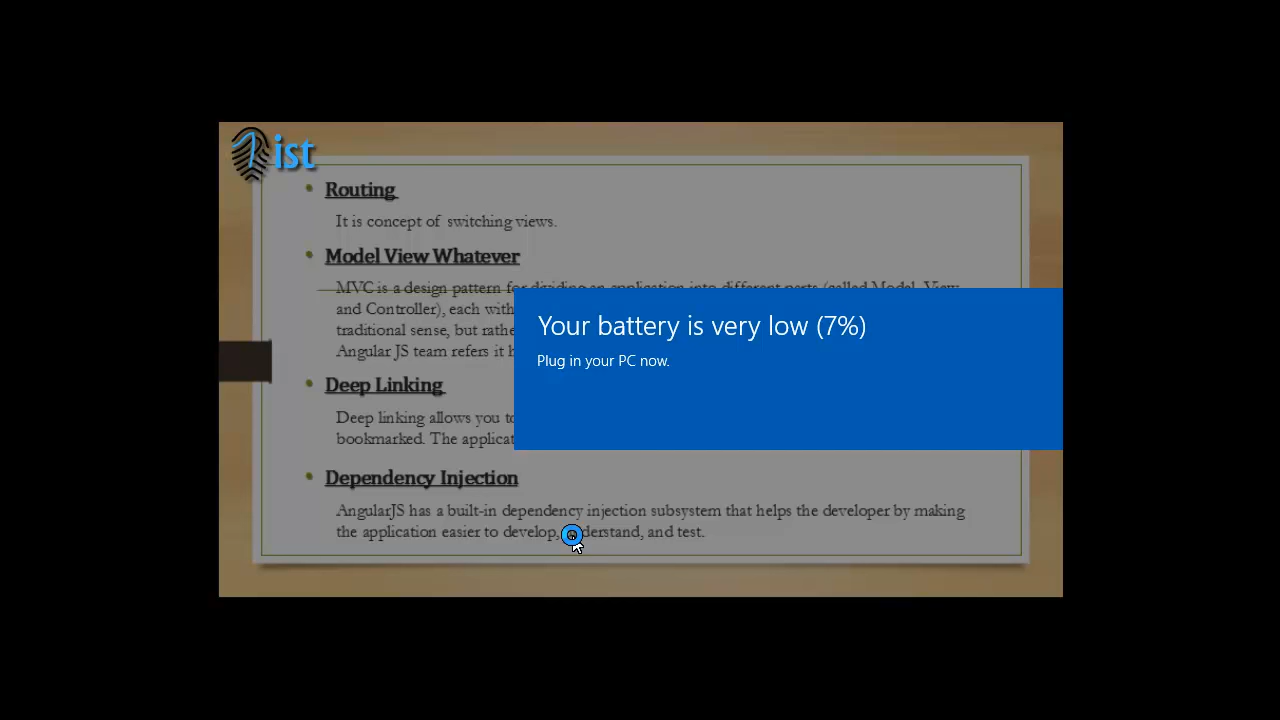 ist
Routing
It is concept of switching views.
Model View Whatever
MVC is a design pattern for dividing an application into different parts (called Model, View
and Controller), each with
traditional sense, but rathe
Angular JS team refers it h
Your battery is very low (7%)
Plug in your PC now.
Deep Linking
Deep linking allows you to
bookmarked. The applicat
Dependency Injection
AngularJS has a built-in dependency injection subsystem that helps the developer by making
the application easier to develop, derstand, and test.